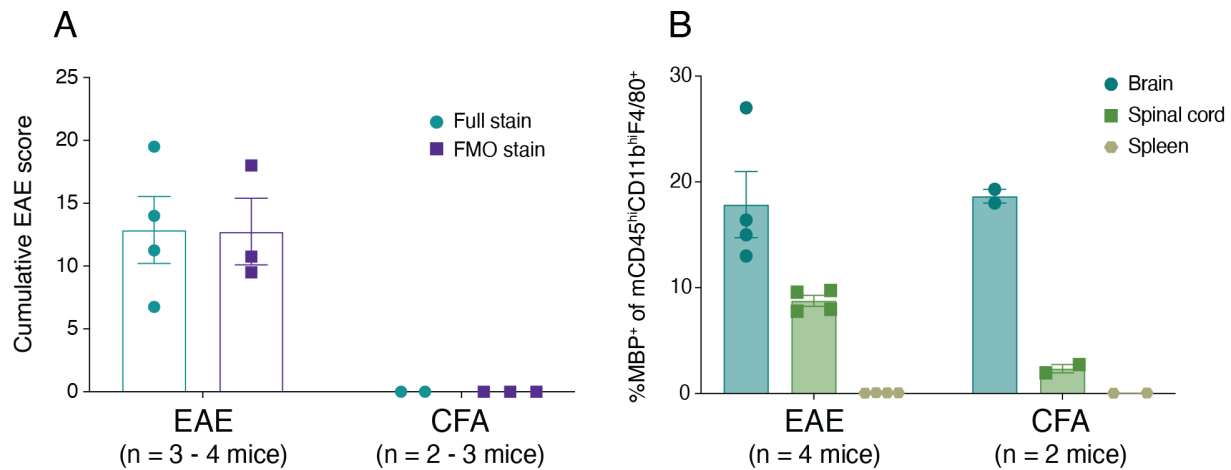 A
Cumulative EAE score
25
20
15
10
5
0
Full stain
FMO stain
EAE
(n = 3 - 4 mice)
CFA
(n = 2 - 3 mice)
B
%MBP⁺ of mCD45ʰⁱCD11bʰⁱF4/80⁺
30
20
10
0
Brain
Spinal cord
Spleen
EAE
(n = 4 mice)
CFA
(n = 2 mice)